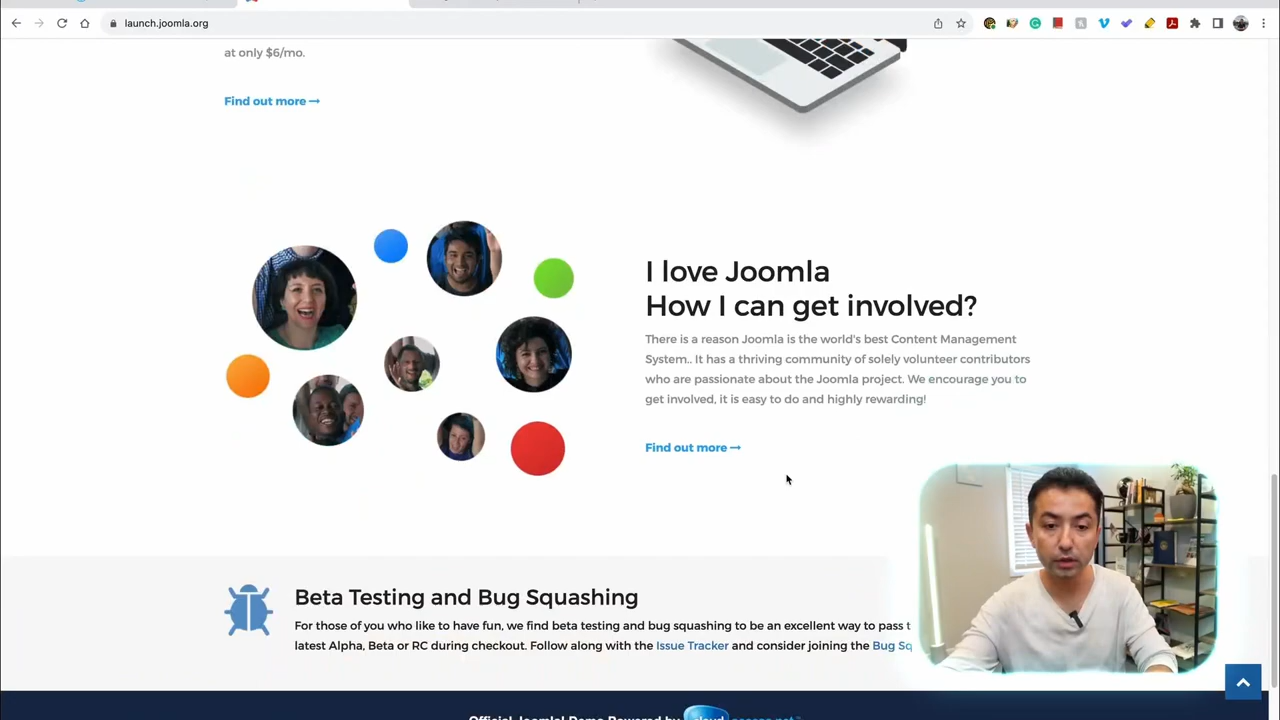 launch.joomla.org
at only $6/mo.
Find out more →
I love Joomla
How I can get involved?
There is a reason Joomla is the world's best Content Management
System.. It has a thriving community of solely volunteer contributors
who are passionate about the Joomla project. We encourage you to
get involved, it is easy to do and highly rewarding!
Find out more →
Beta Testing and Bug Squashing
For those of you who like to have fun, we find beta testing and bug squashing to be an excellent way to pass t
latest Alpha, Beta or RC during checkout. Follow along with the Issue Tracker and consider joining the Bug Sq
Official Joomla! Demo Powered by cloudaccess.net™